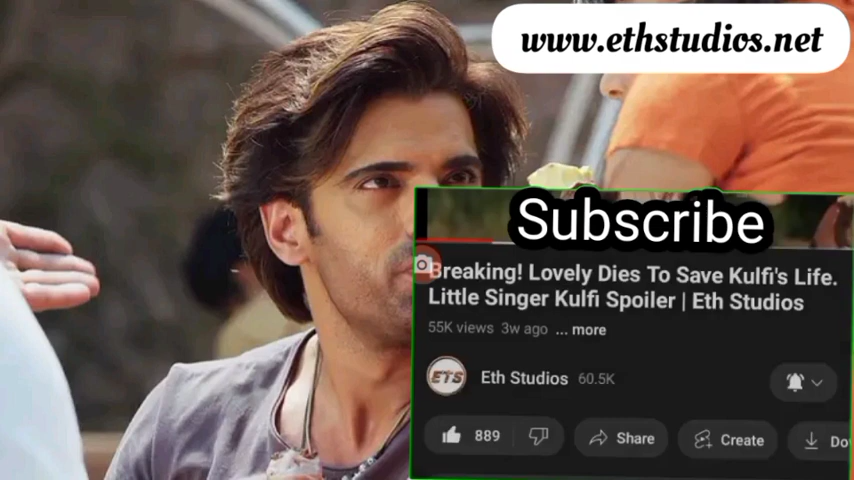 www.ethstudios.net
Subscribe
Breaking! Lovely Dies To Save Kulfi's Life.
Little Singer Kulfi Spoiler | Eth Studios
55K views 3w ago ... more
ETS Eth Studios 60.5K
889 Share Create Do